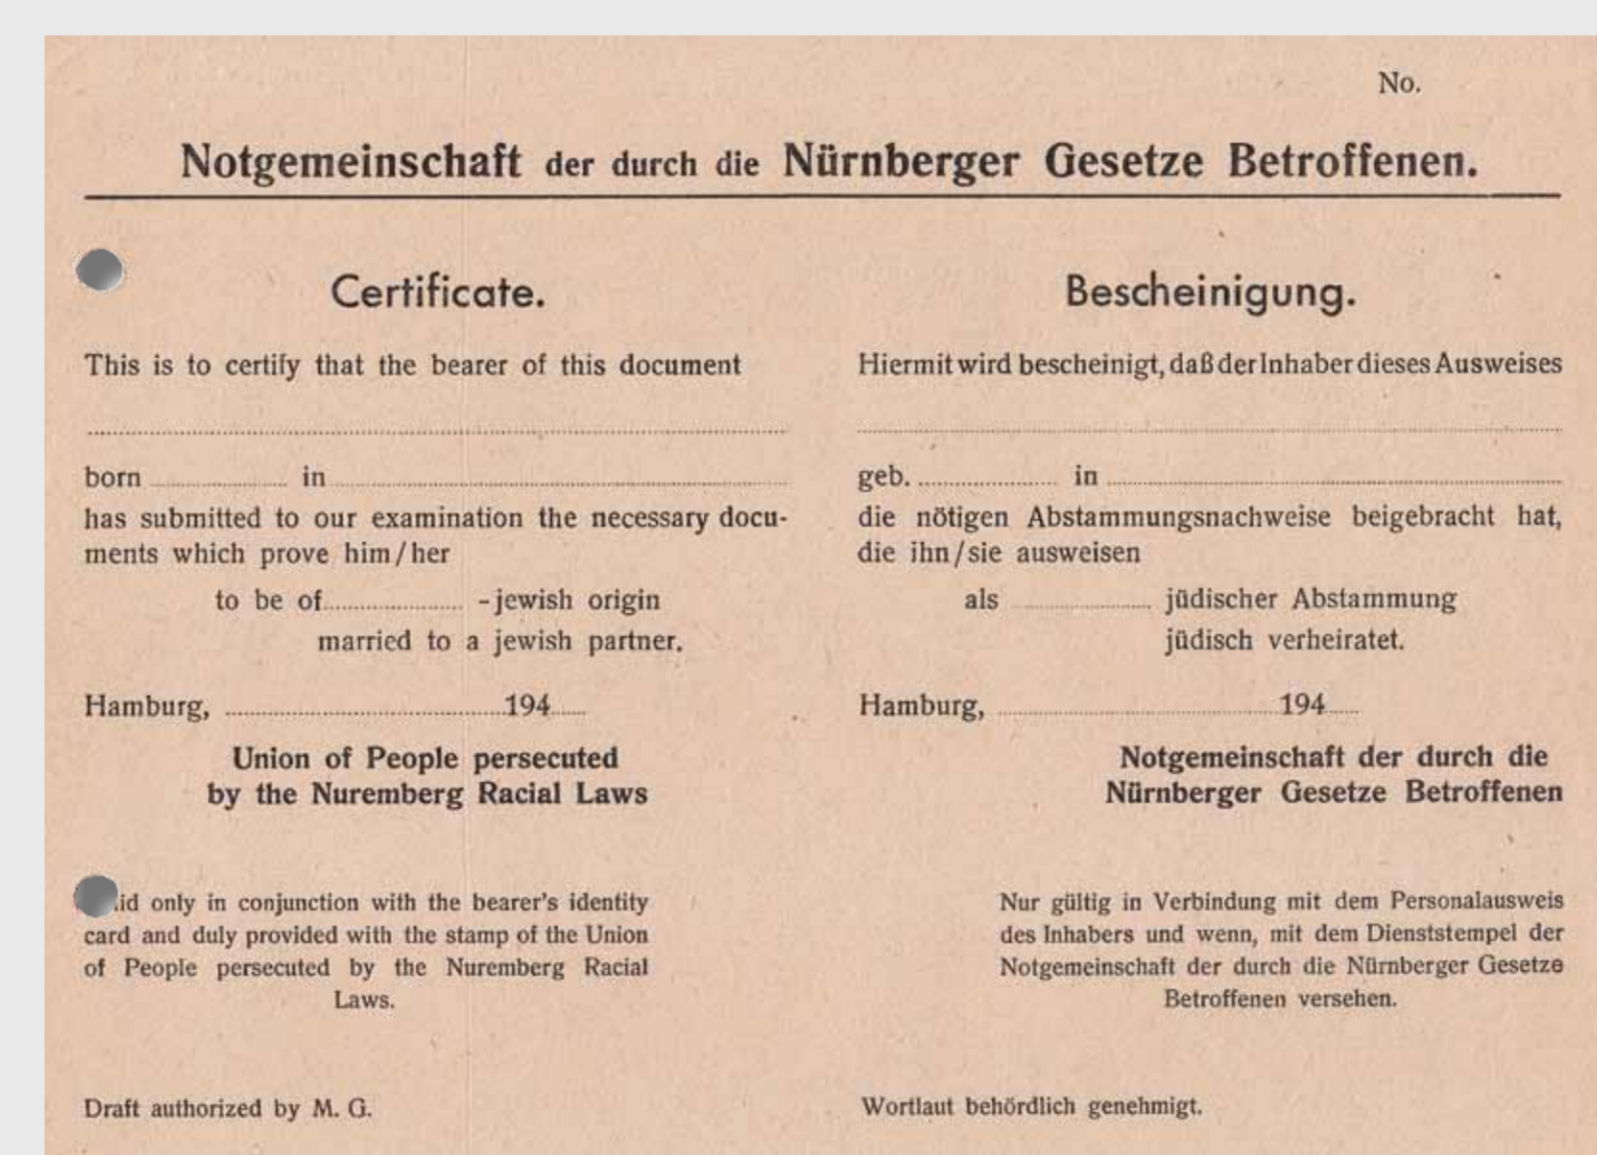 No.
Notgemeinschaft der durch die Nürnberger Gesetze Betroffenen.
Certificate.
This is to certify that the bearer of this document
born in
has submitted to our examination the necessary docu-
ments which prove him/her
to be of -jewish origin
married to a jewish partner.
Hamburg, 194
Union of People persecuted
by the Nuremberg Racial Laws
only in conjunction with the bearer's identity
card and duly provided with the stamp of the Union
of People persecuted by the Nuremberg Racial
Laws.
Draft authorized by M. G.
Bescheinigung.
Hiermit wird bescheinigt, daß der Inhaber dieses Ausweises
geb. in
die nötigen Abstammungsnachweise beigebracht hat,
die ihn/sie ausweisen
als jüdischer Abstammung
jüdisch verheiratet.
Hamburg, 194
Notgemeinschaft der durch die
Nürnberger Gesetze Betroffenen
Nur gültig in Verbindung mit dem Personalausweis
des Inhabers und wenn, mit dem Dienststempel der
Notgemeinschaft der durch die Nürnberger Gesetze
Betroffenen versehen.
Wortlaut behördlich genehmigt.